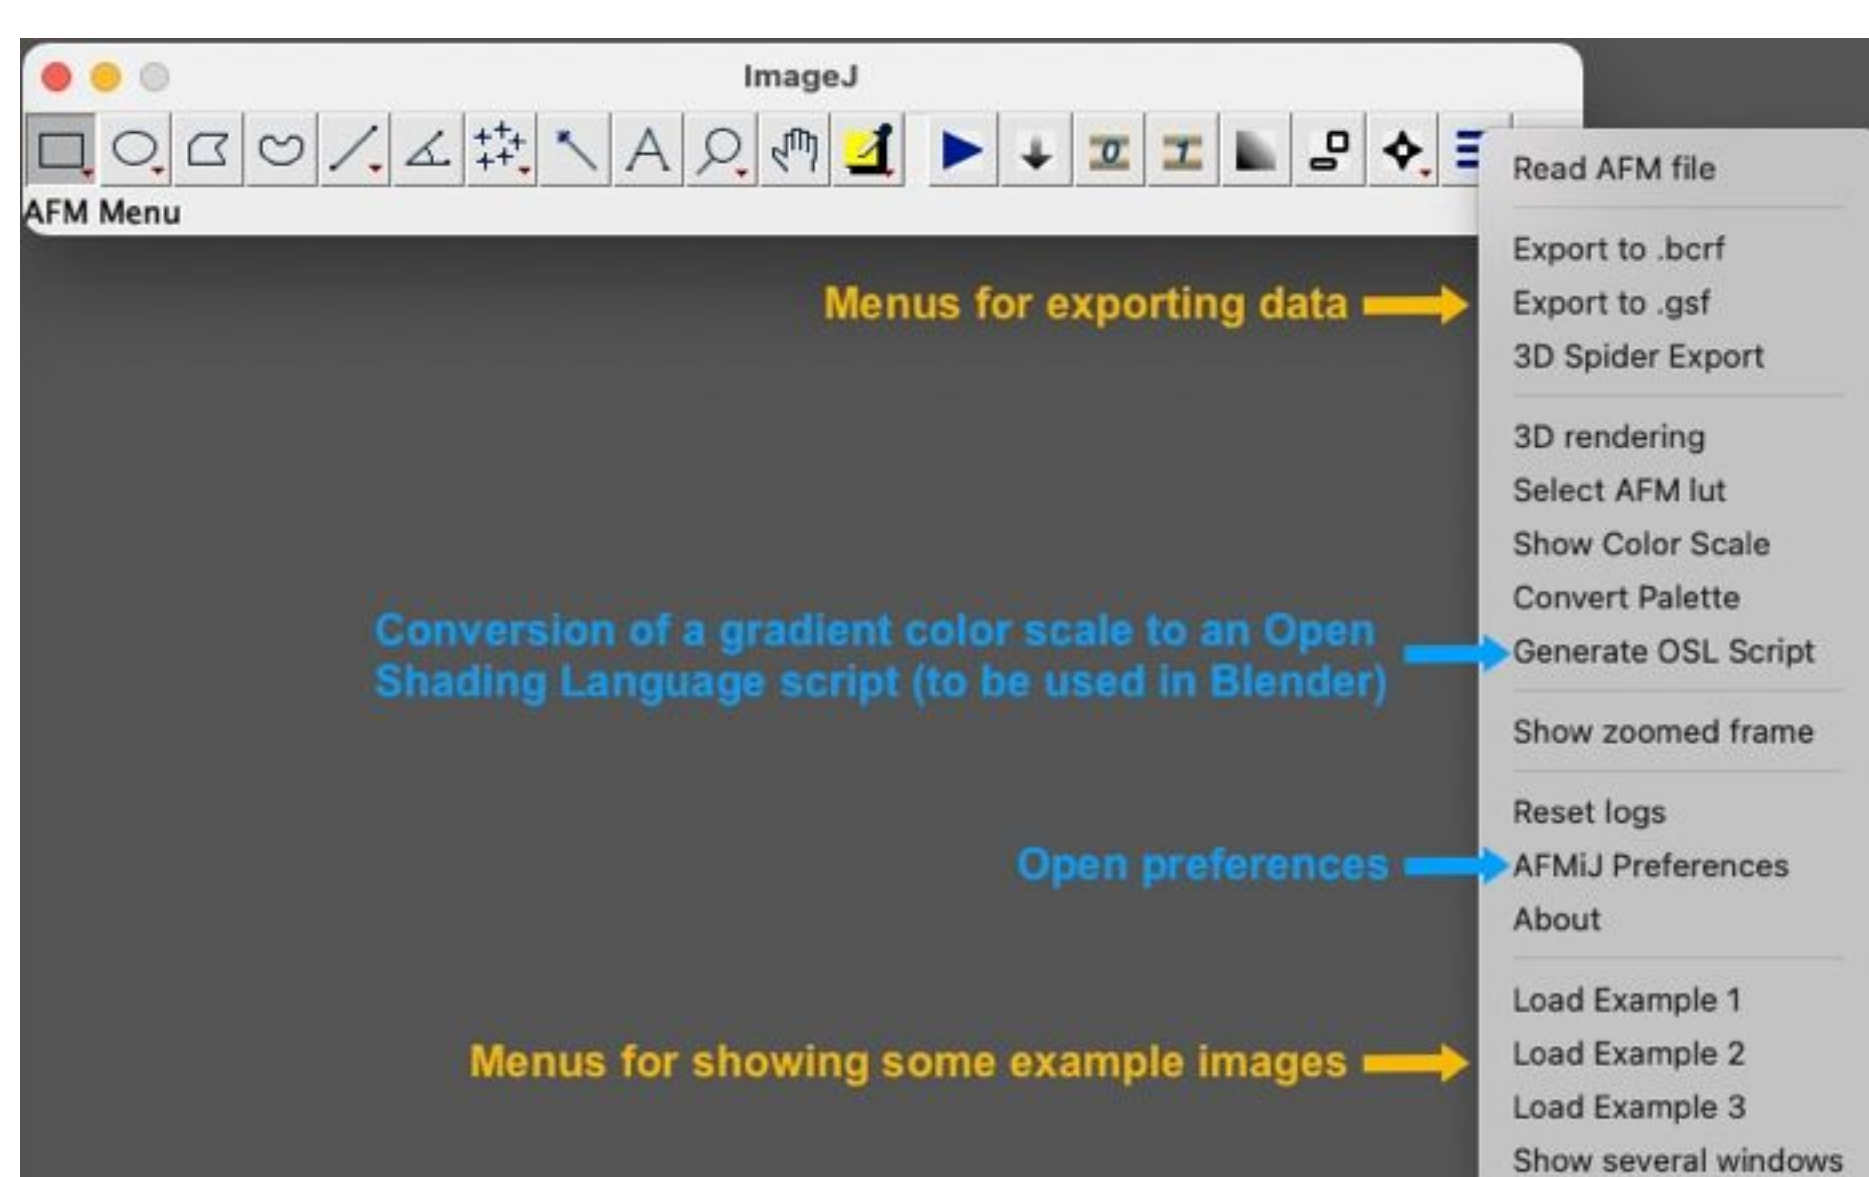 ImageJ
A
0
1
AFM Menu
Read AFM file
Export to .bcrf
Menus for exporting data
Export to .gsf
3D Spider Export
3D rendering
Select AFM lut
Show Color Scale
Convert Palette
Conversion of a gradient color scale to an Open
Shading Language script (to be used in Blender)
Generate OSL Script
Show zoomed frame
Reset logs
Open preferences
AFMiJ Preferences
About
Load Example 1
Menus for showing some example images
Load Example 2
Load Example 3
Show several windows